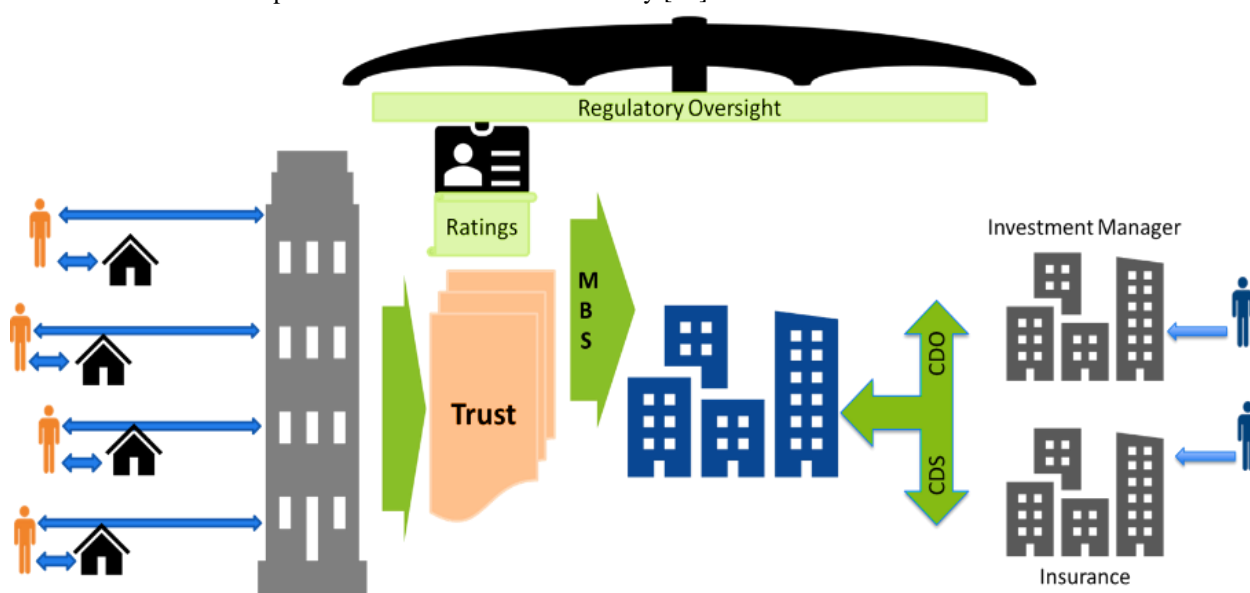 Regulatory Oversight
Ratings
Investment Manager
M
B
S
CDO
Trust
CDS
Insurance